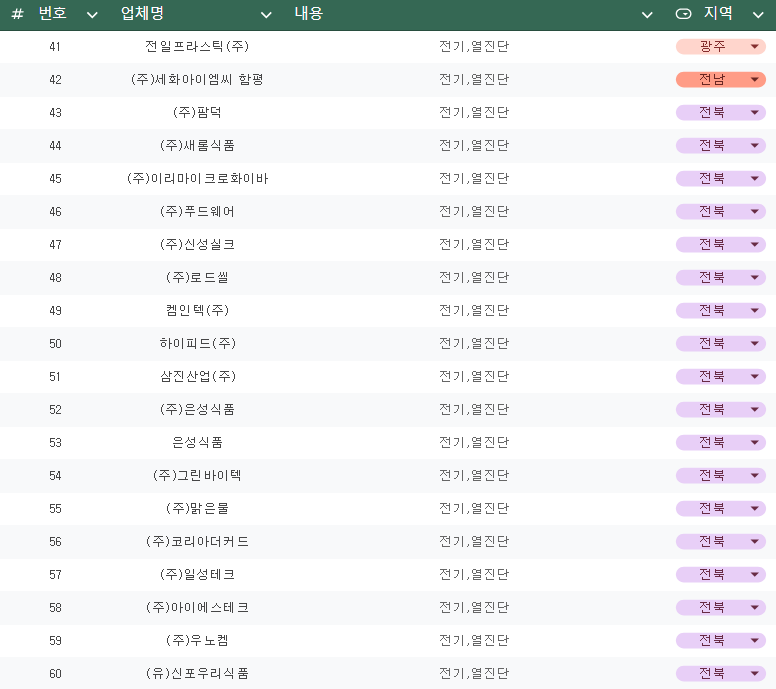 # 번호 업체명 내용 지역
41 전일프라스틱(주) 전기,열진단 광주
42 (주)세화아이엠씨 함평 전기,열진단 전남
43 (주)팜덕 전기,열진단 전북
44 (주)새롬식품 전기,열진단 전북
45 (주)이리마이크로화이바 전기,열진단 전북
46 (주)푸드웨어 전기,열진단 전북
47 (주)신성실크 전기,열진단 전북
48 (주)로드씰 전기,열진단 전북
49 켐인텍(주) 전기,열진단 전북
50 하이피드(주) 전기,열진단 전북
51 삼진산업(주) 전기,열진단 전북
52 (주)은성식품 전기,열진단 전북
53 은성식품 전기,열진단 전북
54 (주)그린바이텍 전기,열진단 전북
55 (주)맑은물 전기,열진단 전북
56 (주)코리아더커드 전기,열진단 전북
57 (주)일성테크 전기,열진단 전북
58 (주)아이에스테크 전기,열진단 전북
59 (주)우노켐 전기,열진단 전북
60 (유)신포우리식품 전기,열진단 전북